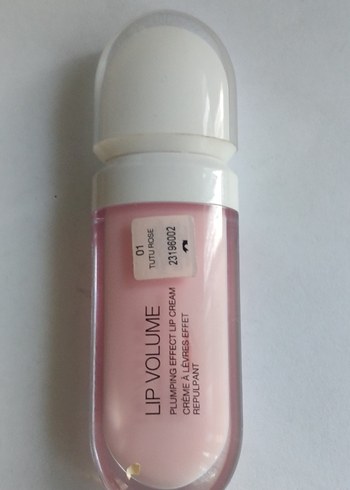 01
TUTU ROSE
23196002
LIP VOLUME
PLUMPING EFFECT LIP CREAM
CRÈME À LÈVRES EFFET
REPULPANT